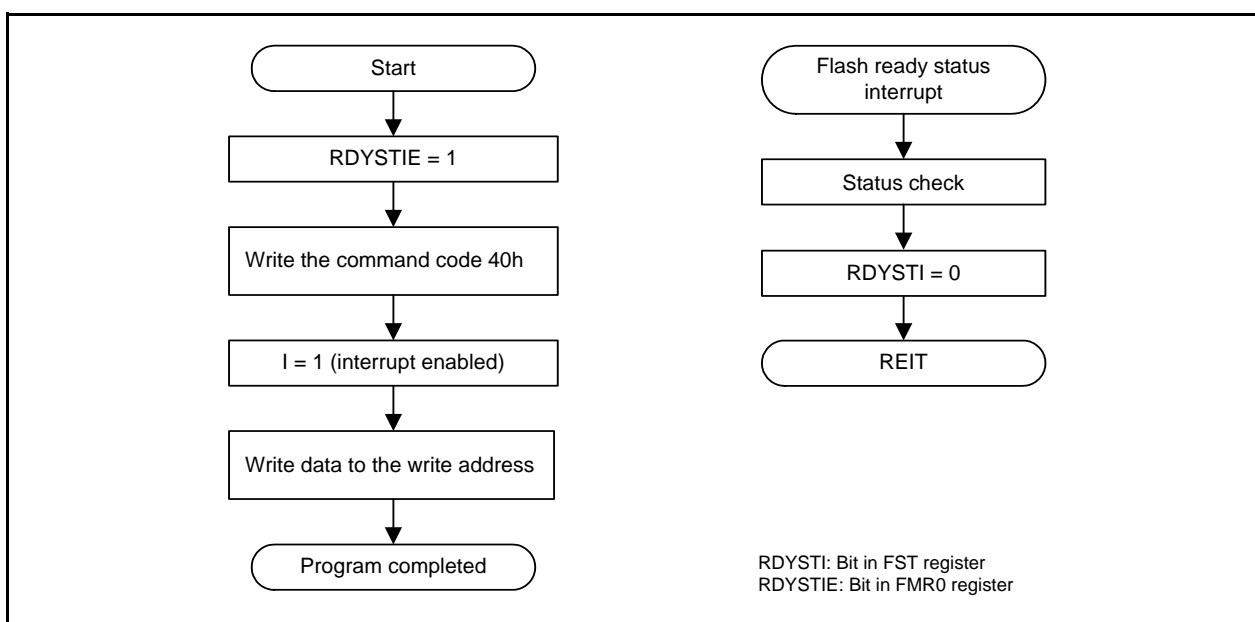 Start
RDYSTIE = 1
Write the command code 40h
I = 1 (interrupt enabled)
Write data to the write address
Program completed
Flash ready status
interrupt
Status check
RDYSTI = 0
REIT
RDYSTI: Bit in FST register
RDYSTIE: Bit in FMR0 register